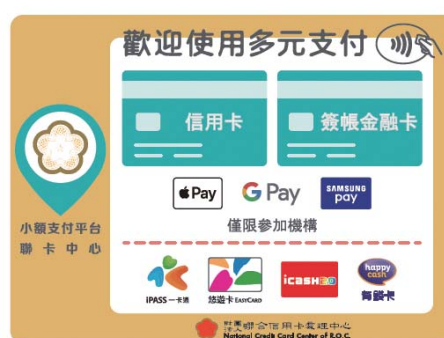 歡迎使用多元支付
信用卡
簽帳金融卡
Pay
G Pay
SAMSUNG
pay
僅限參加機構
小額支付平台
聯卡中心
iPASS 一卡通
悠遊卡 EASYCARD
icash2.0
happy
cash
有錢卡
財團法人聯合信用卡處理中心
National Credit Card Center of R.O.C.